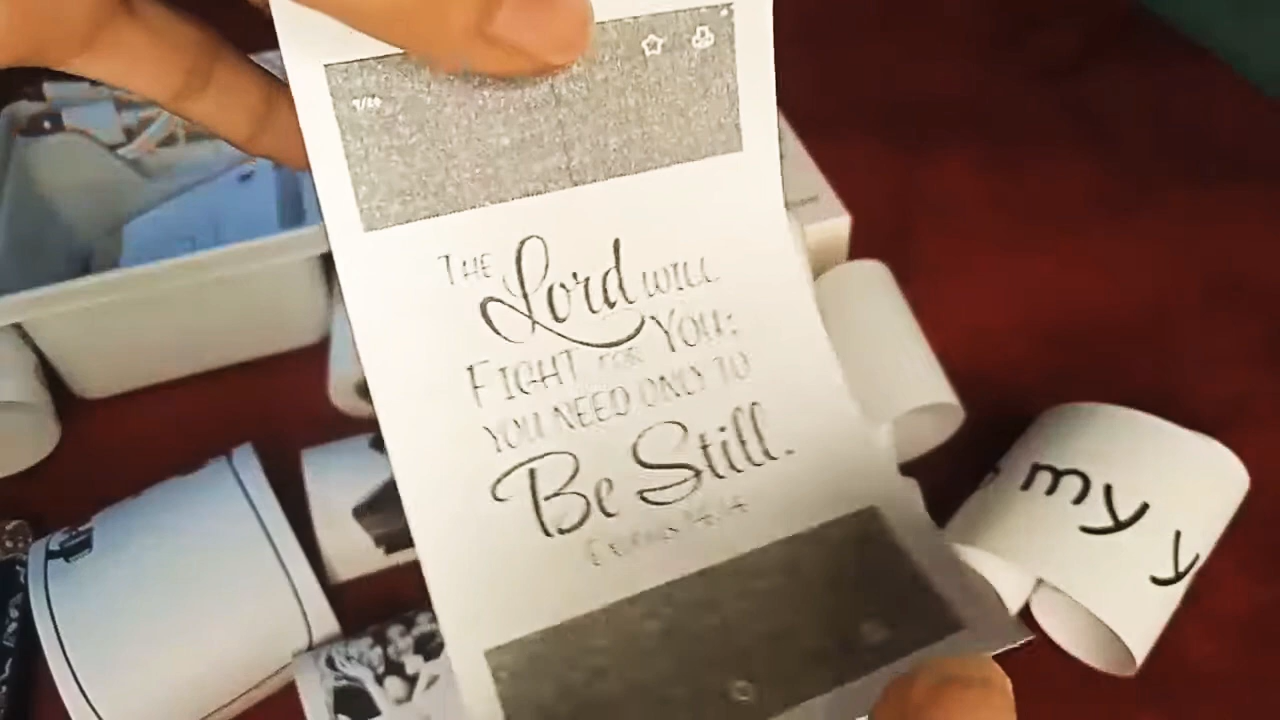 THE Lord WILL
FIGHT FOR YOU:
YOU NEED ONLY TO
Be Still.
my